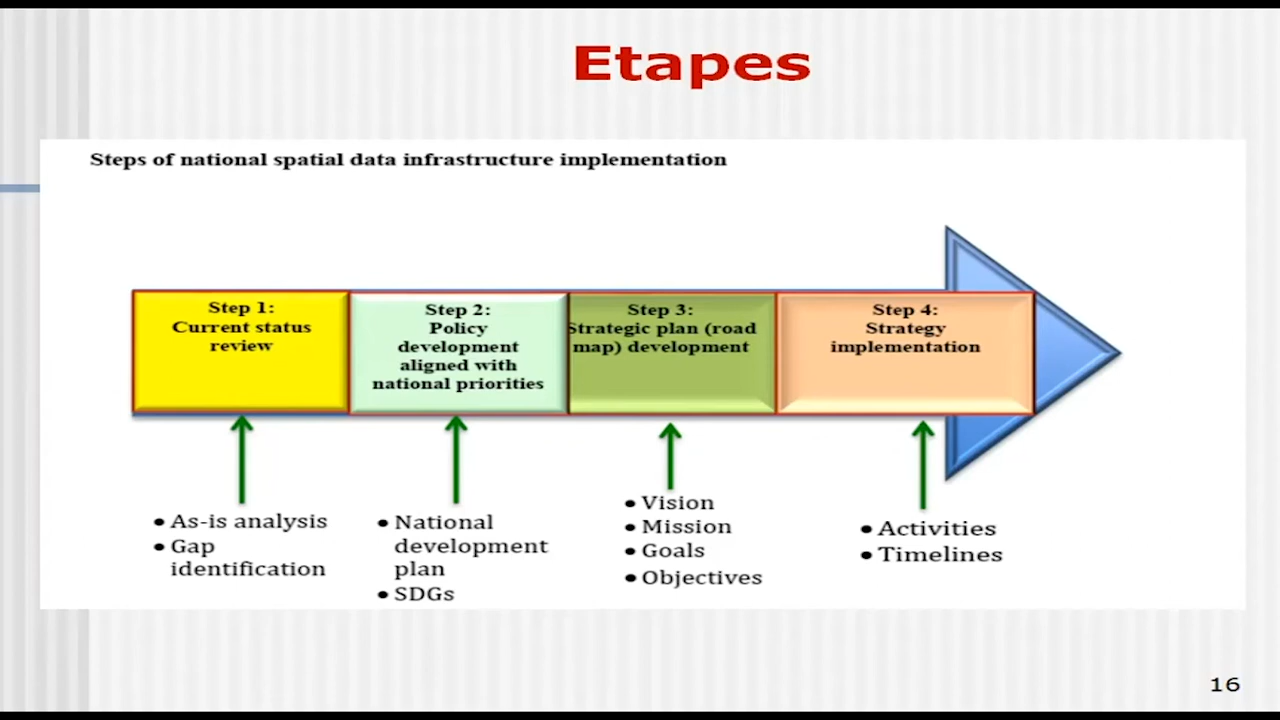 Etapes
Steps of national spatial data infrastructure implementation
Step 1:
Current status
review
Step 2:
Policy
development
aligned with
national priorities
Step 3:
Strategic plan (road
map) development
Step 4:
Strategy
implementation
• As-is analysis
• Gap
identification
• National
development
plan
• SDGs
• Vision
• Mission
• Goals
• Objectives
• Activities
• Timelines
16